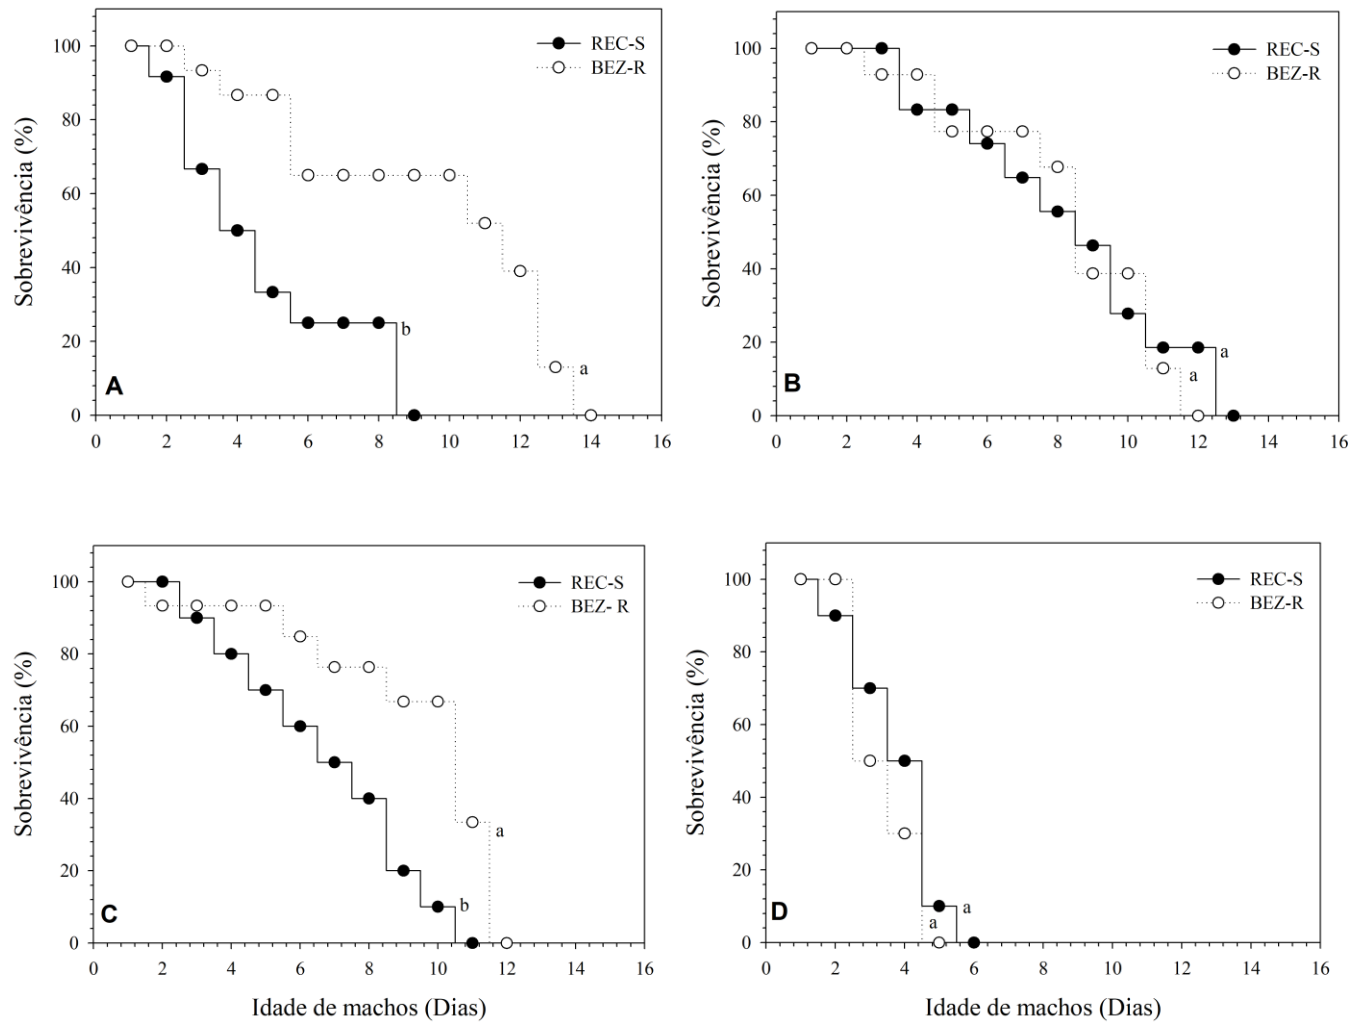 REC-S
BEZ-R
100
80
60
40
20
0
Sobrevivência (%)
b
a
A
0 2 4 6 8 10 12 14 16
REC-S
BEZ-R
100
80
60
40
20
0
Sobrevivência (%)
a
a
B
0 2 4 6 8 10 12 14 16
REC-S
BEZ- R
100
80
60
40
20
0
Sobrevivência (%)
a
b
C
0 2 4 6 8 10 12 14 16
Idade de machos (Dias)
REC-S
BEZ-R
100
80
60
40
20
0
Sobrevivência (%)
a
a
D
0 2 4 6 8 10 12 14 16
Idade de machos (Dias)